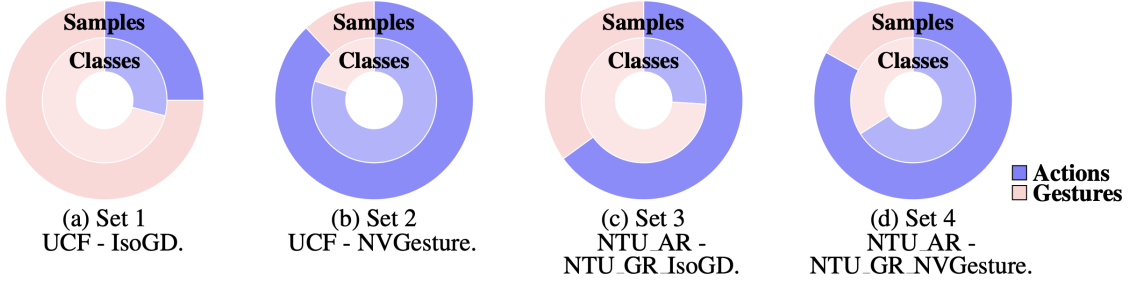 Samples
Classes
Samples
Classes
Samples
Classes
Samples
Classes
Actions
Gestures
(a) Set 1
UCF - IsoGD.
(b) Set 2
UCF - NVGesture.
(c) Set 3
NTU_AR -
NTU_GR_IsoGD.
(d) Set 4
NTU_AR -
NTU_GR_NVGesture.